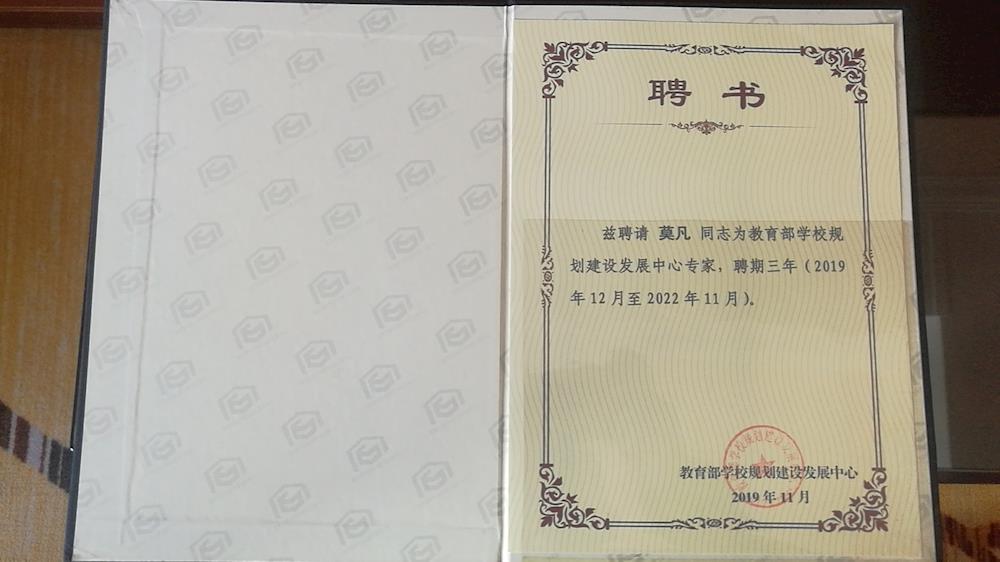 聘书
兹聘请 莫凡 同志为教育部学校规
划建设发展中心专家，聘期三年（2019
年12月至2022年11月）。
教育部学校规划建设发展中心
2019年11月